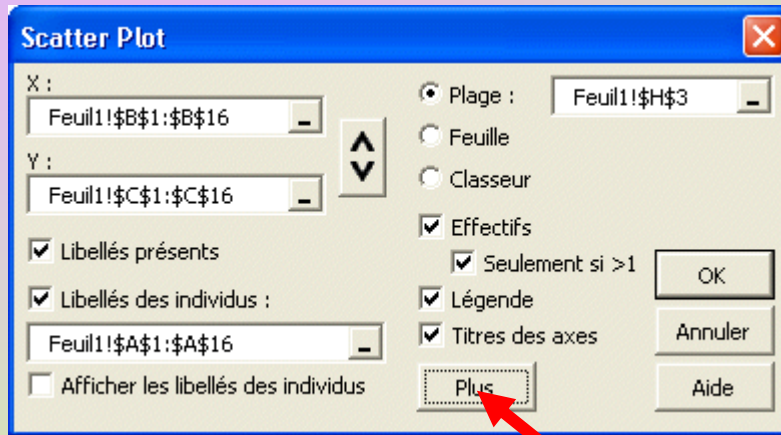 Scatter Plot
X :
Feuil1!$B$1:$B$16
Y :
Feuil1!$C$1:$C$16
Libellés présents
Libellés des individus :
Feuil1!$A$1:$A$16
Afficher les libellés des individus
Plage :
Feuil1!$H$3
Feuille
Classeur
Effectifs
Seulement si >1
Légende
Titres des axes
Plus
OK
Annuler
Aide